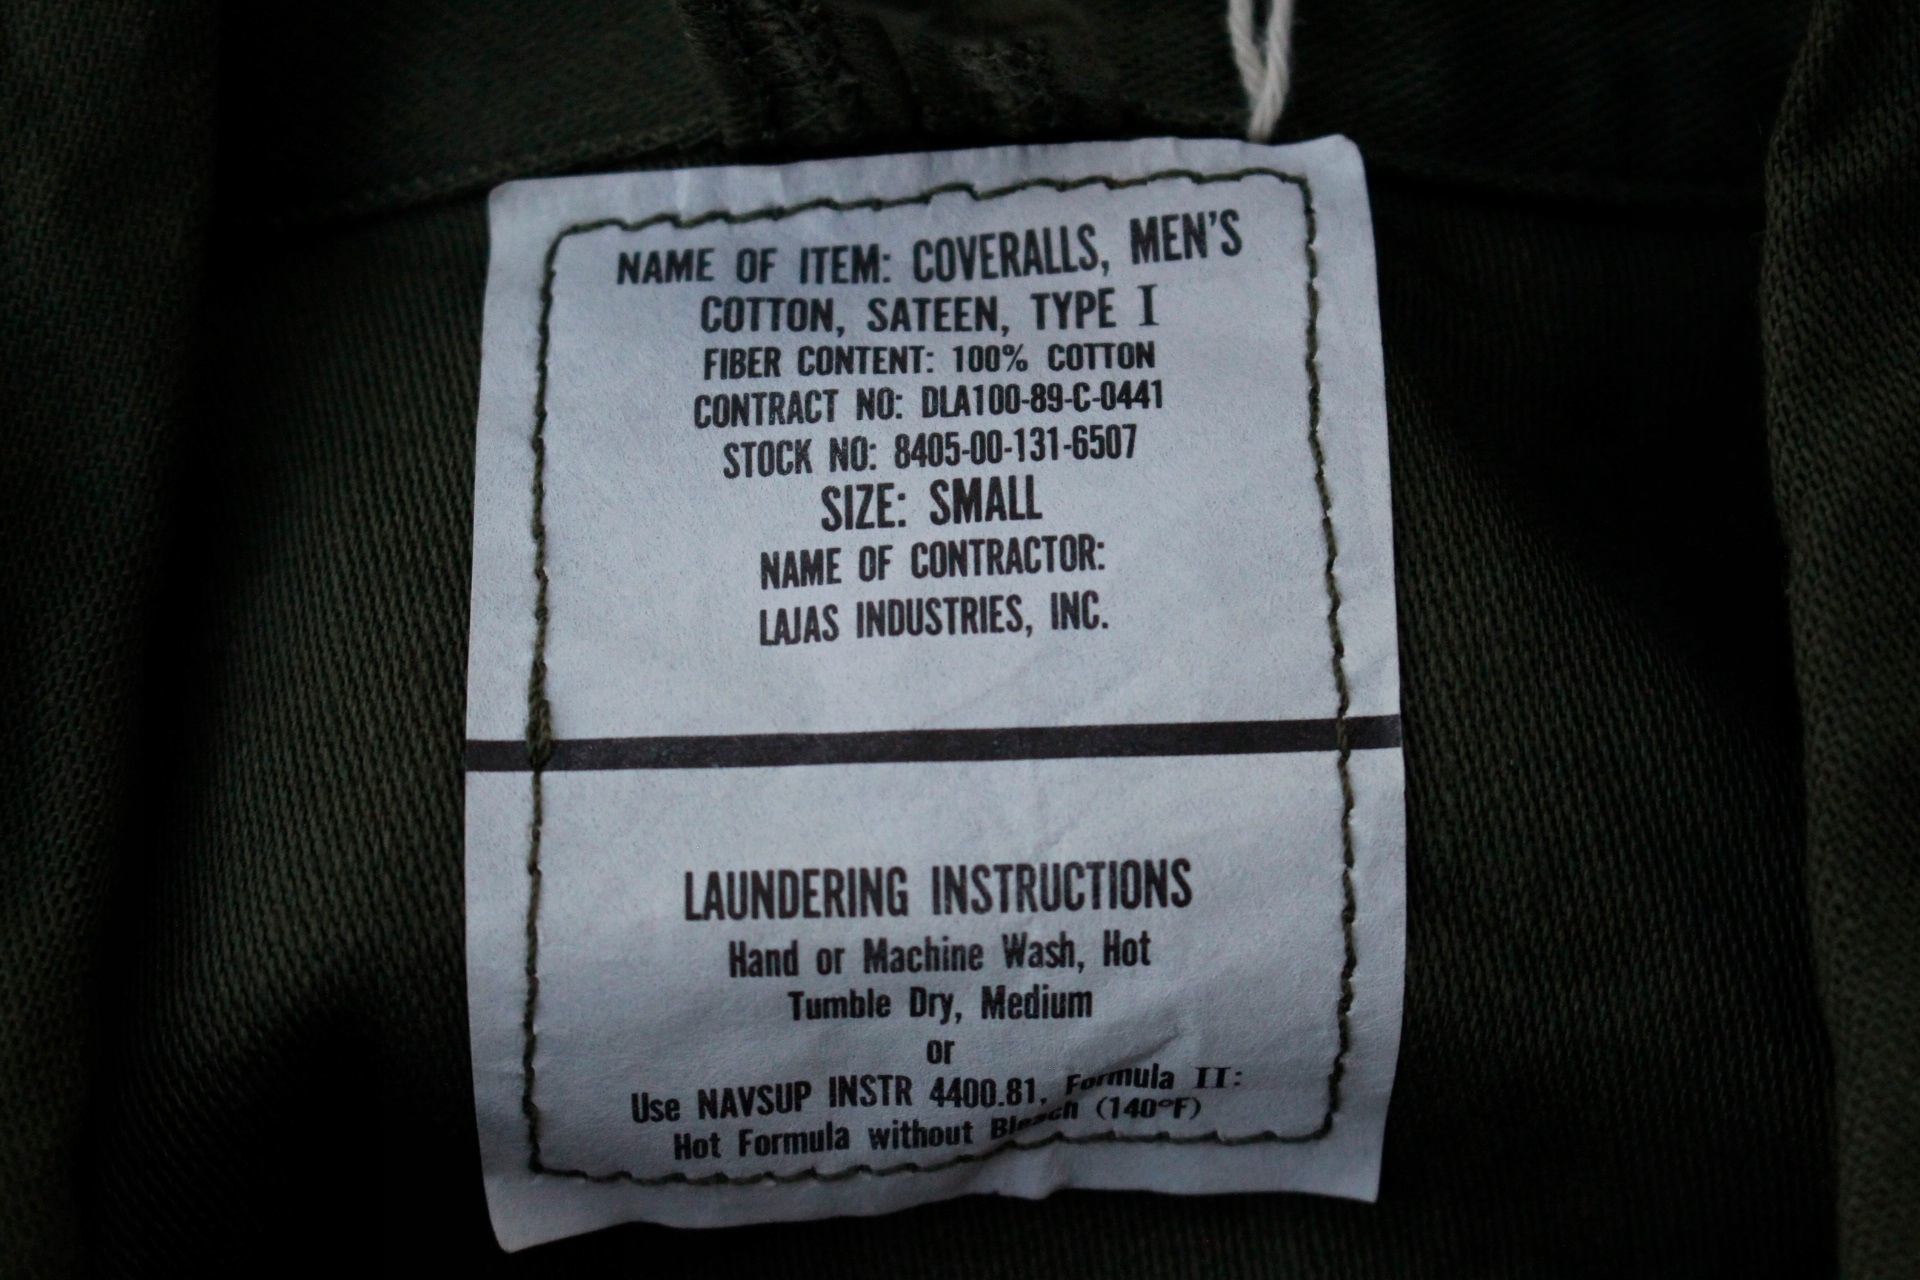 NAME OF ITEM: COVERALLS, MEN'S
COTTON, SATEEN, TYPE I
FIBER CONTENT: 100% COTTON
CONTRACT NO: DLA100-89-C-0441
STOCK NO: 8405-00-131-6507
SIZE: SMALL
NAME OF CONTRACTOR:
LAJAS INDUSTRIES, INC.
LAUNDERING INSTRUCTIONS
Hand or Machine Wash, Hot
Tumble Dry, Medium
or
Use NAVSUP INSTR 4400.81, Formula II:
Hot Formula without Bleach (140°F)